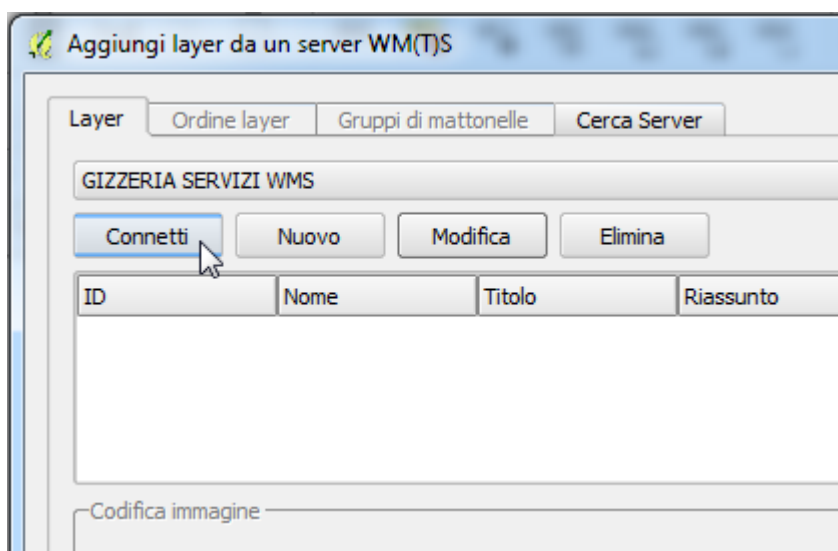 Aggiungi layer da un server WM(T)S
Layer Ordine layer Gruppi di mattonelle Cerca Server
GIZZERIA SERVIZI WMS
Connetti Nuovo Modifica Elimina
ID Nome Titolo Riassunto
Codifica immagine